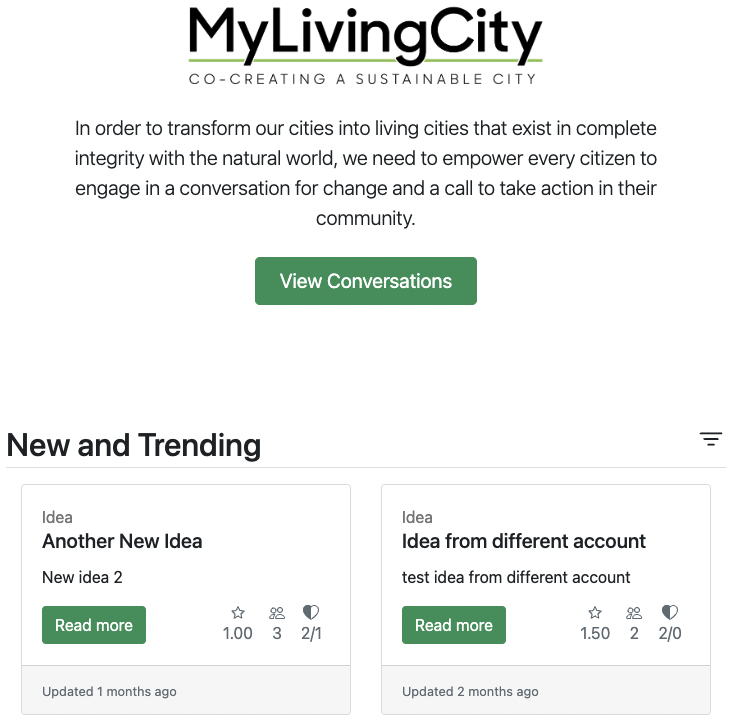 MyLivingCity
CO-CREATING A SUSTAINABLE CITY
In order to transform our cities into living cities that exist in complete
integrity with the natural world, we need to empower every citizen to
engage in a conversation for change and a call to take action in their
community.
View Conversations
New and Trending
Idea
Another New Idea
New idea 2
Read more
1.00 3 2/1
Updated 1 months ago
Idea
Idea from different account
test idea from different account
Read more
1.50 2 2/0
Updated 2 months ago